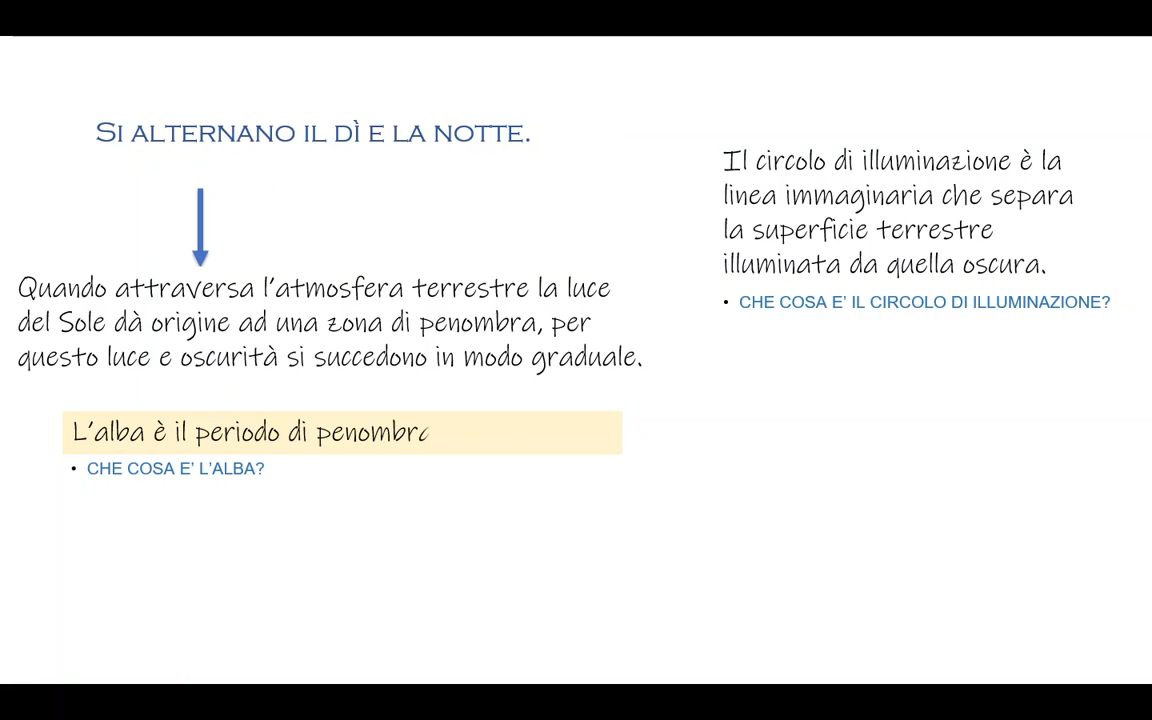 SI ALTERNANO IL DÌ E LA NOTTE.
Quando attraversa l'atmosfera terrestre la luce
del Sole dà origine ad una zona di penombra, per
questo luce e oscurità si succedono in modo graduale.
L'alba è il periodo di penombra
• CHE COSA E' L'ALBA?
Il circolo di illuminazione è la
linea immaginaria che separa
la superficie terrestre
illuminata da quella oscura.
• CHE COSA E' IL CIRCOLO DI ILLUMINAZIONE?